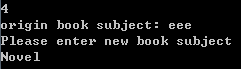 4
origin book subject: eee
Please enter new book subject
Novel